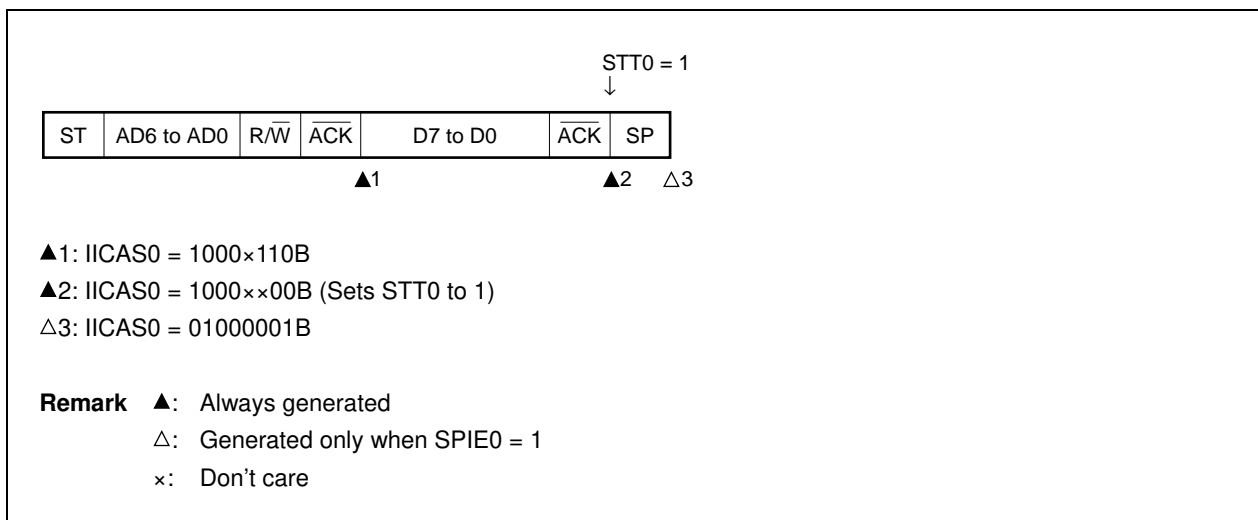 STT0 = 1
↓
ST AD6 to AD0 R/W̅ A̅C̅K̅ D7 to D0 A̅C̅K̅ SP
▲1 ▲2 △3
▲1: IICAS0 = 1000×110B
▲2: IICAS0 = 1000××00B (Sets STT0 to 1)
△3: IICAS0 = 01000001B
Remark ▲: Always generated
△: Generated only when SPIE0 = 1
×: Don't care